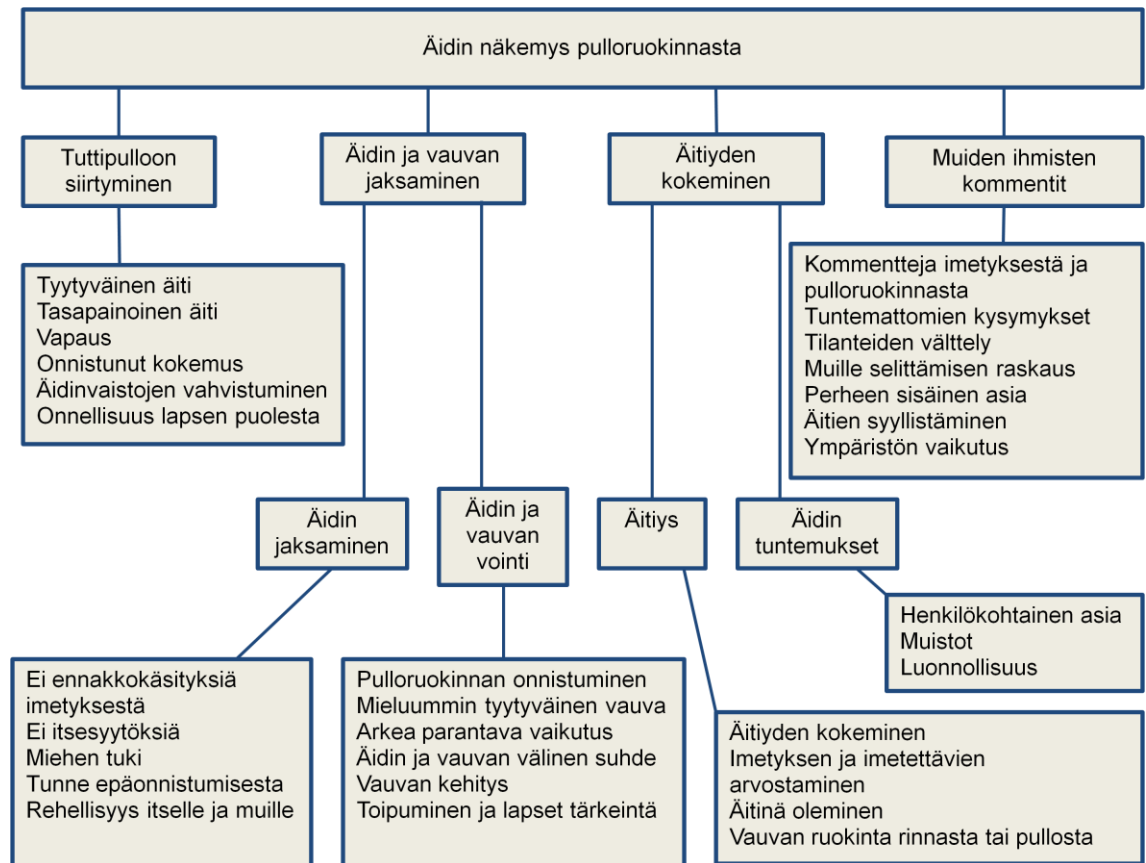 Äidin näkemys pulloruokinnasta
Tuttipulloon
siirtyminen
Äidin ja vauvan
jaksaminen
Äitiyden
kokeminen
Muiden ihmisten
kommentit
Tyytyväinen äiti
Tasapainoinen äiti
Vapaus
Onnistunut kokemus
Äidinvaistojen vahvistuminen
Onnellisuus lapsen puolesta
Kommentteja imetyksestä ja
pulloruokinnasta
Tuntemattomien kysymykset
Tilanteiden välttely
Muille selittämisen raskaus
Perheen sisäinen asia
Äitien syyllistäminen
Ympäristön vaikutus
Äidin
jaksaminen
Äidin ja
vauvan
vointi
Äitiys
Äidin
tuntemukset
Ei ennakkokäsityksiä
imetyksestä
Ei itsesyytöksiä
Miehen tuki
Tunne epäonnistumisesta
Rehellisyys itselle ja muille
Pulloruokinnan onnistuminen
Mieluummin tyytyväinen vauva
Arkea parantava vaikutus
Äidin ja vauvan välinen suhde
Vauvan kehitys
Toipuminen ja lapset tärkeintä
Henkilökohtainen asia
Muistot
Luonnollisuus
Äitiyden kokeminen
Imetyksen ja imetettävien
arvostaminen
Äitinä oleminen
Vauvan ruokinta rinnasta tai pullosta